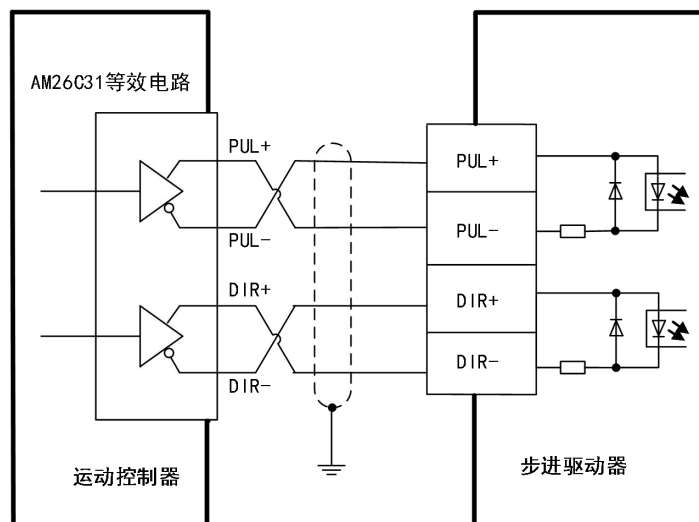 AM26C31等效电路
PUL+
PUL-
DIR+
DIR-
运动控制器
PUL+
PUL-
DIR+
DIR-
步进驱动器